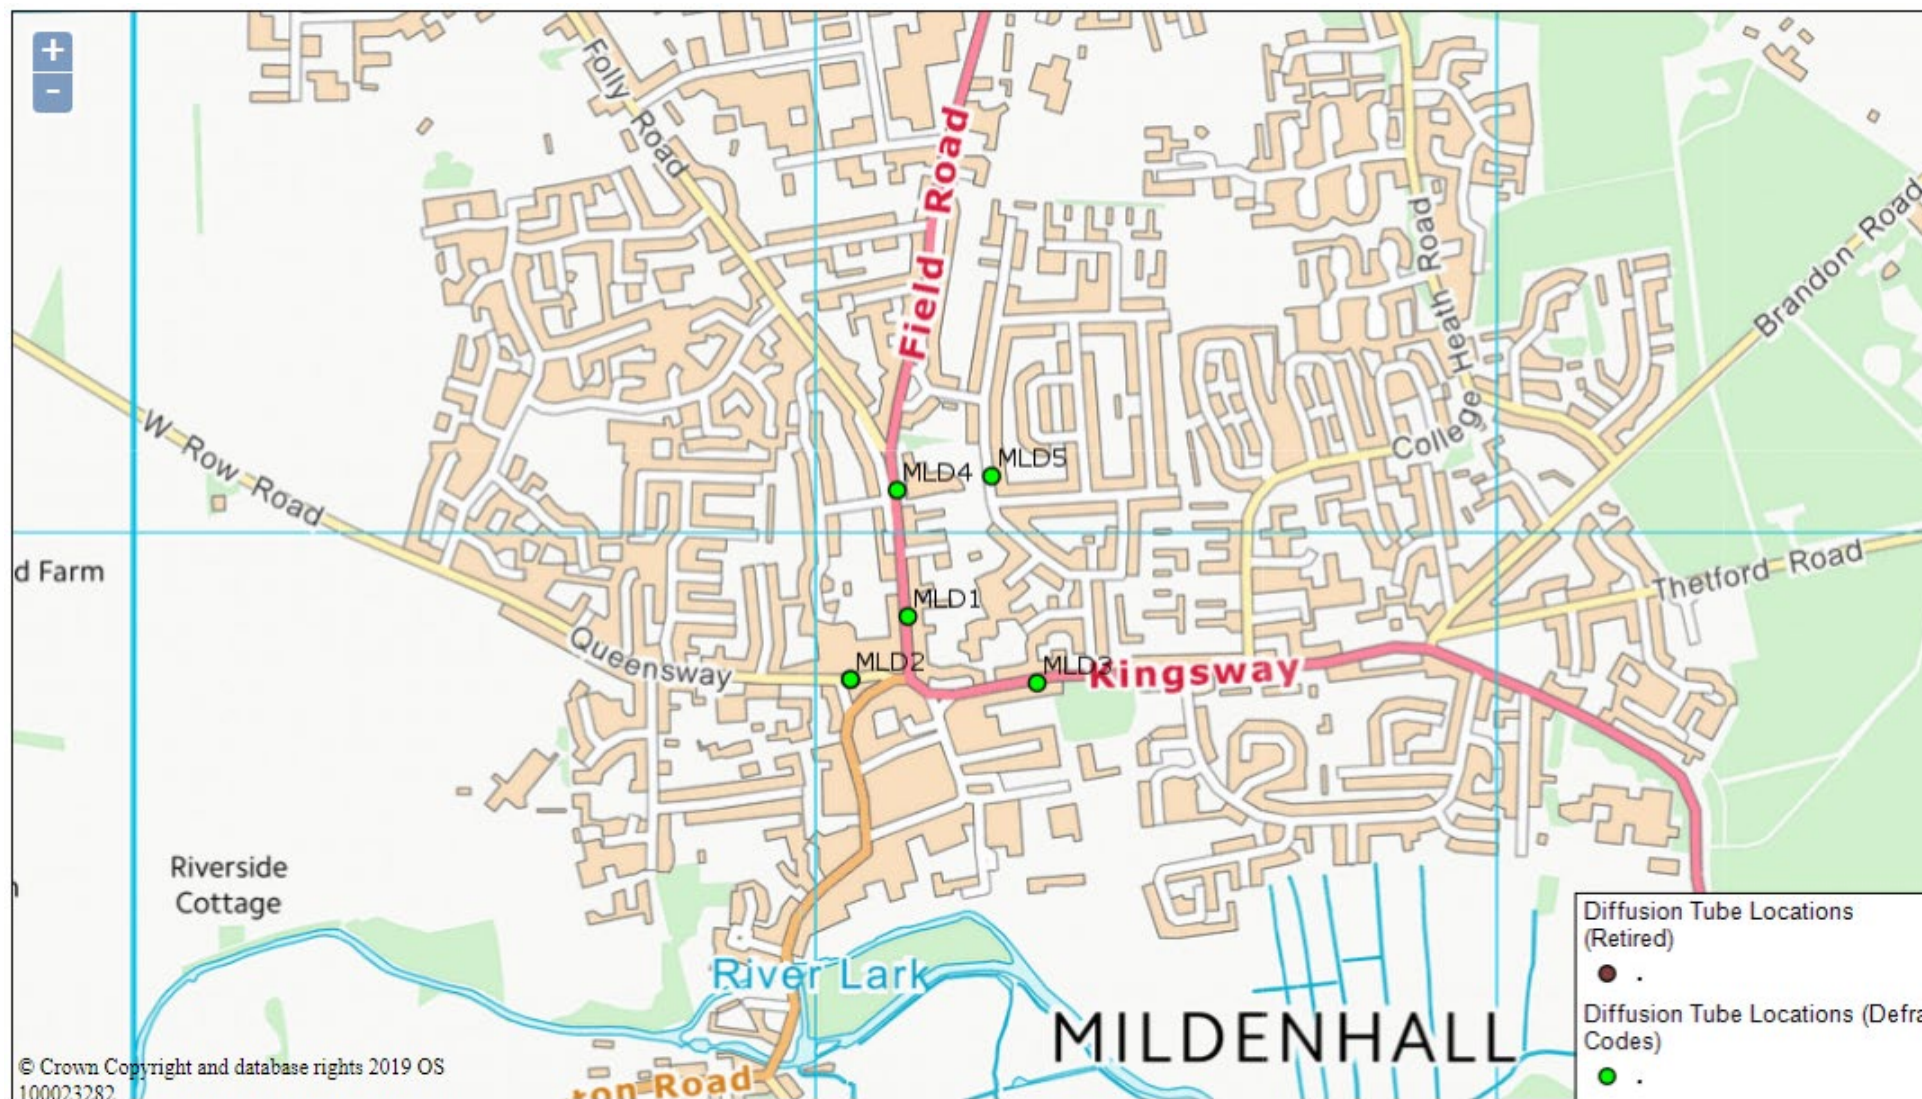 +
-
Folly Road
Field Road
College Heath Road
Brandon Road
W Row Road
MLD5
MLD4
Thetford Road
d Farm
MLD1
Queensway
MLD2
MLD3
Kingsway
Riverside
Cottage
River Lark
MILDENHALL
ton Road
© Crown Copyright and database rights 2019 OS
100023282
Diffusion Tube Locations
(Retired)
.
Diffusion Tube Locations (Defra
Codes)
.